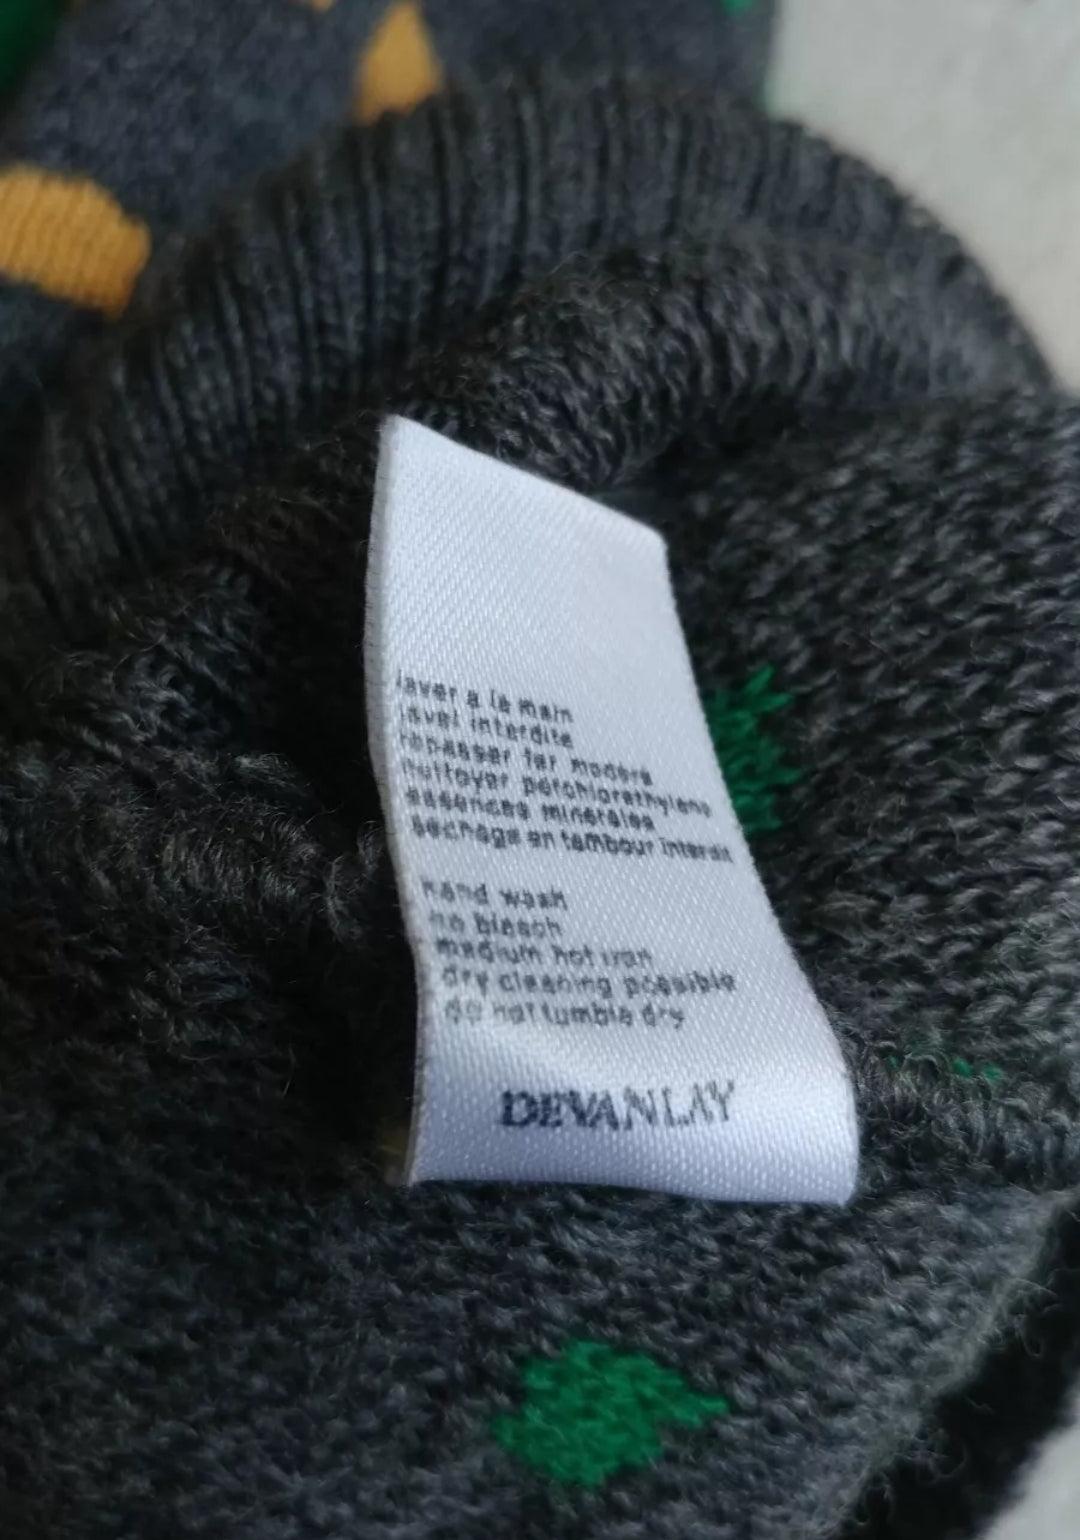 laver a la main
javel interdite
repasser fer modere
nettoyer perchlorethylene
essences minérales
sechage en tambour interdit
hand wash
no bleach
medium hot iron
dry cleaning possible
do not tumble dry
DEVANLAY